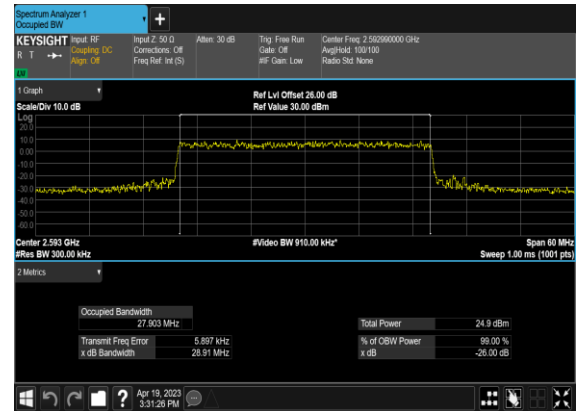 Spectrum Analyzer 1
Occupied BW
KEYSIGHT Input: RF Input Z: 50 Ω Atten: 30 dB Trig: Free Run Center Freq: 2.592990000 GHz
R T Coupling: DC Corrections: Off Gate: Off Avg|Hold: 100/100
Align: Off Freq Ref: Int (S) #IF Gain: Low Radio Std: None
1 Graph
Ref Lvl Offset 26.00 dB
Scale/Div 10.0 dB Ref Value 30.00 dBm
Log
20.0
10.0
0.00
-10.0
-20.0
-30.0
-40.0
-50.0
-60.0
Center 2.593 GHz #Video BW 910.00 kHz* Span 60 MHz
#Res BW 300.00 kHz Sweep 1.00 ms (1001 pts)
2 Metrics
Occupied Bandwidth
27.903 MHz Total Power 24.9 dBm
Transmit Freq Error 5.897 kHz % of OBW Power 99.00 %
x dB Bandwidth 28.91 MHz x dB -26.00 dB
? Apr 19, 2023
3:31:26 PM